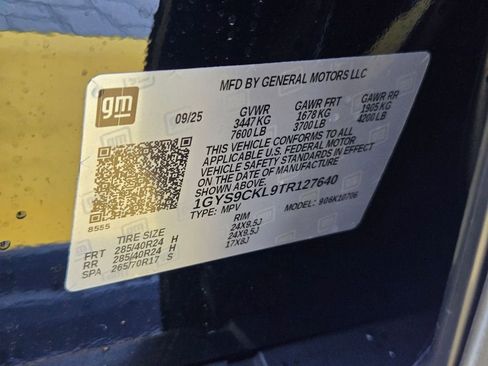 MFD BY GENERAL MOTORS LLC
gm
09/25
GVWR GAWR FRT GAWR RR
3447 KG 1678 KG 1905 KG
7600 LB 3700 LB 4200 LB
THIS VEHICLE CONFORMS TO ALL
APPLICABLE U.S. FEDERAL MOTOR
VEHICLE SAFETY STANDARDS IN
EFFECT ON THE DATE OF MANUFACTURE
SHOWN ABOVE.
1GYS9CKL9TR127640
TYPE: MPV MODEL: 906K10706
8555
TIRE SIZE RIM
FRT 285/40R24 H 24X9.5J
RR 285/40R24 H 24X9.5J
SPA 265/70R17 S 17X8J